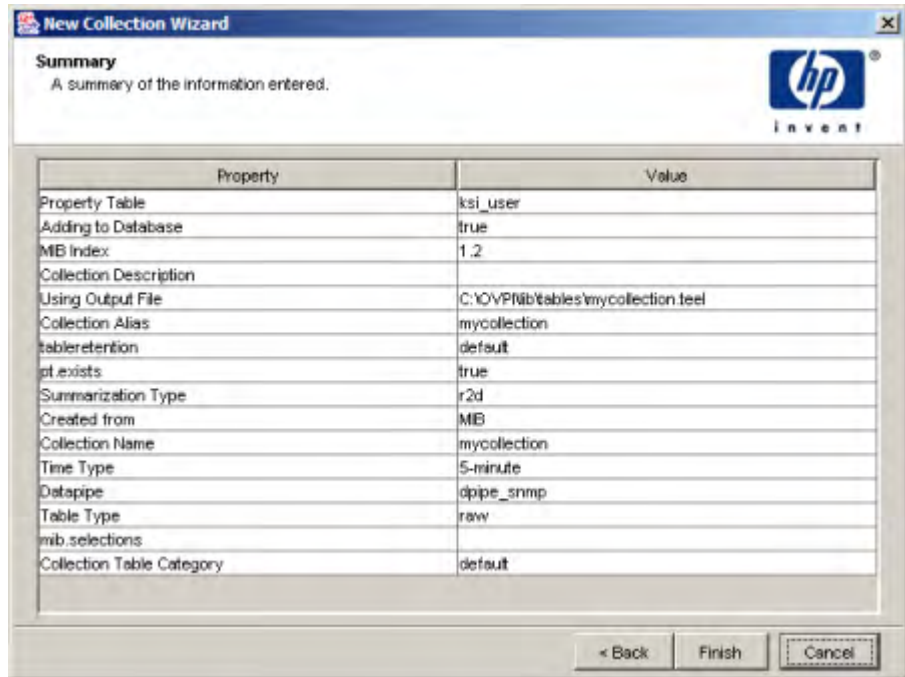 New Collection Wizard
Summary
A summary of the information entered.
hp
®
invent
Property Value
Property Table ksi_user
Adding to Database true
MIB Index 1.2
Collection Description
Using Output File C:\OVPI\lib\tables\mycollection.teel
Collection Alias mycollection
tableretention default
pt.exists true
Summarization Type r2d
Created from MIB
Collection Name mycollection
Time Type 5-minute
Datapipe dpipe_snmp
Table Type raw
mib.selections
Collection Table Category default
< Back Finish Cancel